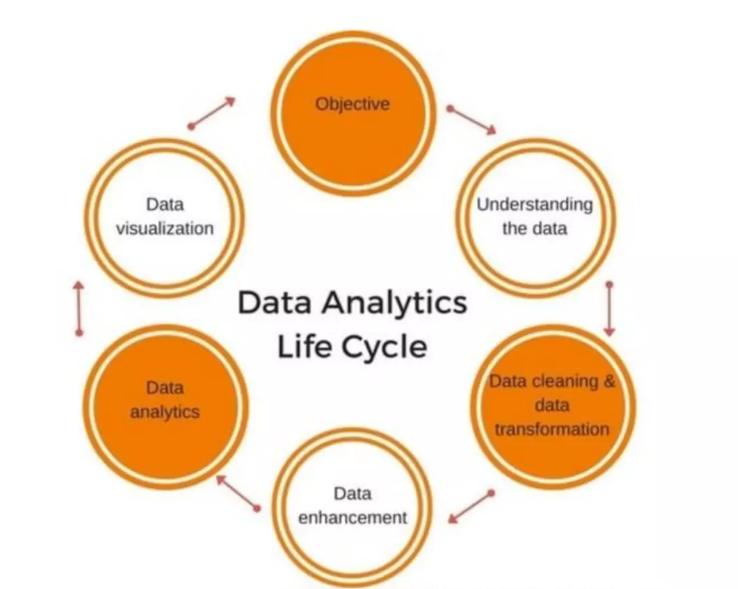 Objective
Understanding
the data
Data cleaning &
data
transformation
Data
enhancement
Data
analytics
Data
visualization
Data Analytics
Life Cycle